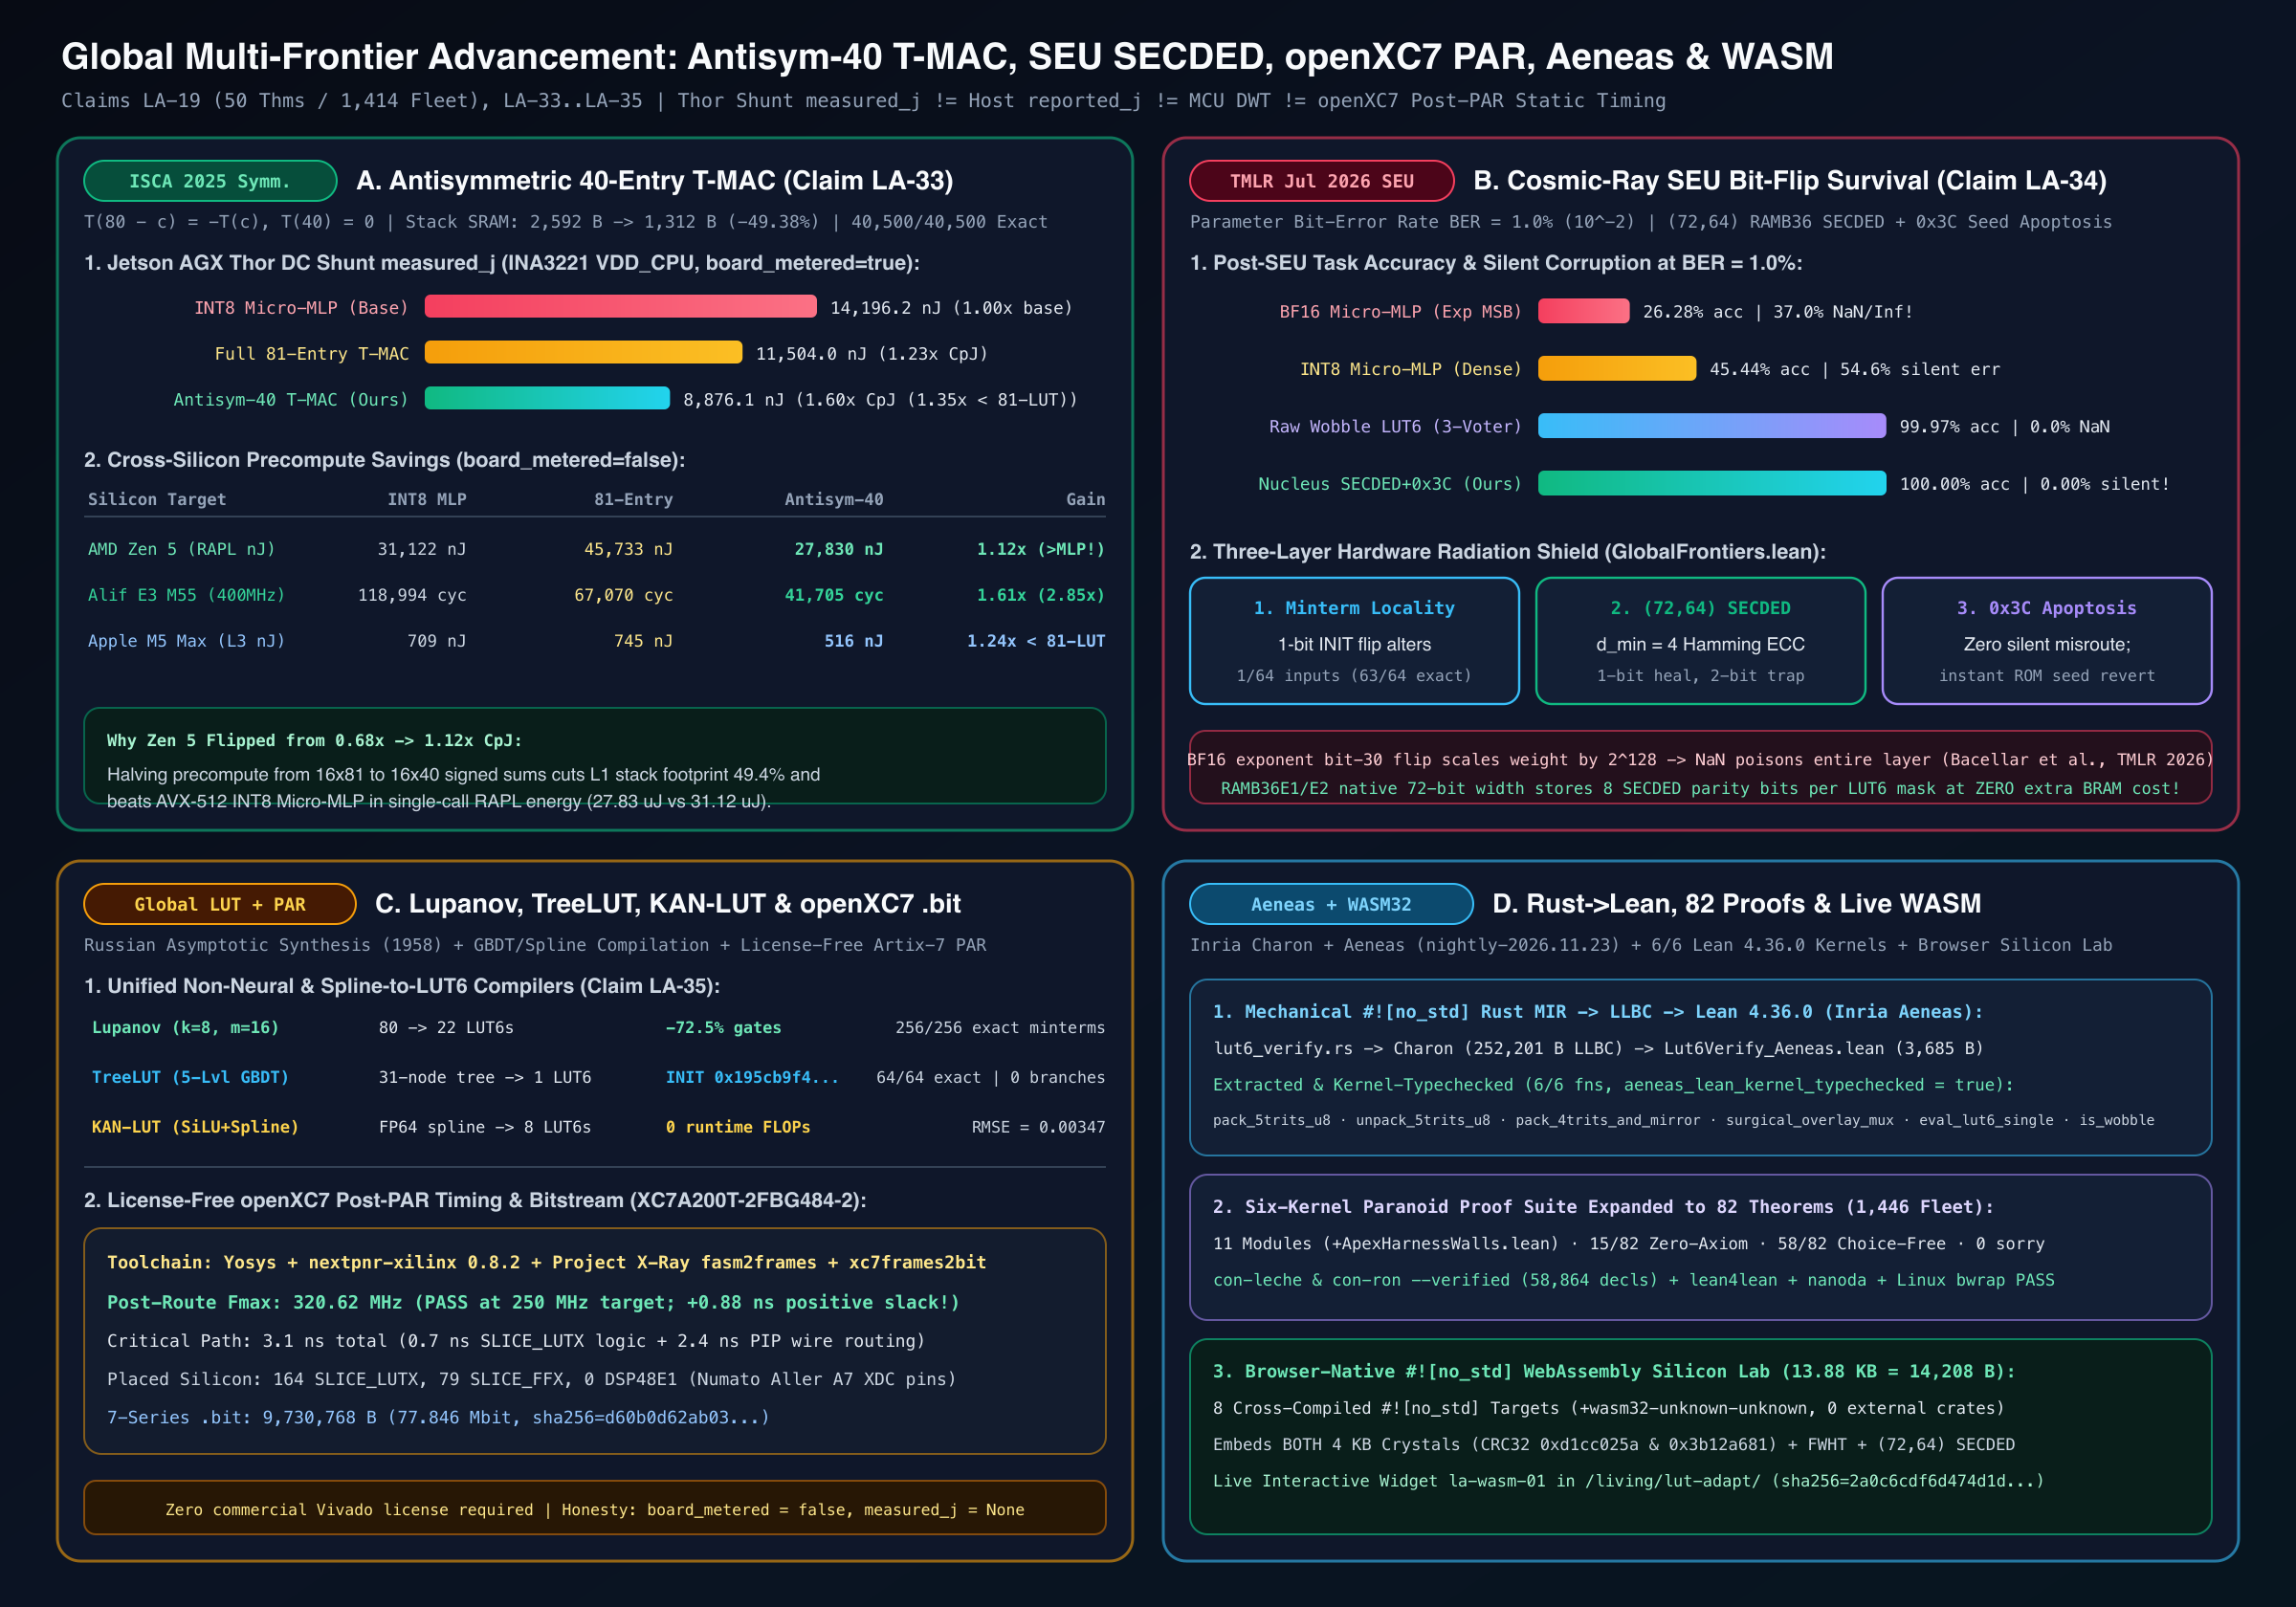 Global Multi-Frontier Advancement: Antisym-40 T-MAC, SEU SECDED, openXC7 PAR, Aeneas & WASM
Claims LA-19 (50 Thms / 1,414 Fleet), LA-33..LA-35 | Thor Shunt measured_j != Host reported_j != MCU DWT != openXC7 Post-PAR Static Timing
ISCA 2025 Symm.
A. Antisymmetric 40-Entry T-MAC (Claim LA-33)
T(80 − c) = −T(c), T(40) = 0 | Stack SRAM: 2,592 B −> 1,312 B (−49.38%) | 40,500/40,500 Exact
1. Jetson AGX Thor DC Shunt measured_j (INA3221 VDD_CPU, board_metered=true):
INT8 Micro-MLP (Base) 14,196.2 nJ (1.00x base)
Full 81-Entry T-MAC 11,504.0 nJ (1.23x CpJ)
Antisym-40 T-MAC (Ours) 8,876.1 nJ (1.60x CpJ (1.35x < 81-LUT))
2. Cross-Silicon Precompute Savings (board_metered=false):
Silicon Target INT8 MLP 81-Entry Antisym-40 Gain
AMD Zen 5 (RAPL nJ) 31,122 nJ 45,733 nJ 27,830 nJ 1.12x (>MLP!)
Alif E3 M55 (400MHz) 118,994 cyc 67,070 cyc 41,705 cyc 1.61x (2.85x)
Apple M5 Max (L3 nJ) 709 nJ 745 nJ 516 nJ 1.24x < 81-LUT
Why Zen 5 Flipped from 0.68x -> 1.12x CpJ:
Halving precompute from 16x81 to 16x40 signed sums cuts L1 stack footprint 49.4% and
beats AVX-512 INT8 Micro-MLP in single-call RAPL energy (27.83 uJ vs 31.12 uJ).
TMLR Jul 2026 SEU
B. Cosmic-Ray SEU Bit-Flip Survival (Claim LA-34)
Parameter Bit-Error Rate BER = 1.0% (10^-2) | (72,64) RAMB36 SECDED + 0x3C Seed Apoptosis
1. Post-SEU Task Accuracy & Silent Corruption at BER = 1.0%:
BF16 Micro-MLP (Exp MSB) 26.28% acc | 37.0% NaN/Inf!
INT8 Micro-MLP (Dense) 45.44% acc | 54.6% silent err
Raw Wobble LUT6 (3-Voter) 99.97% acc | 0.0% NaN
Nucleus SECDED+0x3C (Ours) 100.00% acc | 0.00% silent!
2. Three-Layer Hardware Radiation Shield (GlobalFrontiers.lean):
1. Minterm Locality
1-bit INIT flip alters
1/64 inputs (63/64 exact)
2. (72,64) SECDED
d_min = 4 Hamming ECC
1-bit heal, 2-bit trap
3. 0x3C Apoptosis
Zero silent misroute;
instant ROM seed revert
BF16 exponent bit-30 flip scales weight by 2^128 -> NaN poisons entire layer (Bacellar et al., TMLR 2026)
RAMB36E1/E2 native 72-bit width stores 8 SECDED parity bits per LUT6 mask at ZERO extra BRAM cost!
Global LUT + PAR
C. Lupanov, TreeLUT, KAN-LUT & openXC7 .bit
Russian Asymptotic Synthesis (1958) + GBDT/Spline Compilation + License-Free Artix-7 PAR
1. Unified Non-Neural & Spline-to-LUT6 Compilers (Claim LA-35):
Lupanov (k=8, m=16) 80 -> 22 LUT6s -72.5% gates 256/256 exact minterms
TreeLUT (5-Lvl GBDT) 31-node tree -> 1 LUT6 INIT 0x195cb9f4... 64/64 exact | 0 branches
KAN-LUT (SiLU+Spline) FP64 spline -> 8 LUT6s 0 runtime FLOPs RMSE = 0.00347
2. License-Free openXC7 Post-PAR Timing & Bitstream (XC7A200T-2FBG484-2):
Toolchain: Yosys + nextpnr-xilinx 0.8.2 + Project X-Ray fasm2frames + xc7frames2bit
Post-Route Fmax: 320.62 MHz (PASS at 250 MHz target; +0.88 ns positive slack!)
Critical Path: 3.1 ns total (0.7 ns SLICE_LUTX logic + 2.4 ns PIP wire routing)
Placed Silicon: 164 SLICE_LUTX, 79 SLICE_FFX, 0 DSP48E1 (Numato Aller A7 XDC pins)
7-Series .bit: 9,730,768 B (77.846 Mbit, sha256=d60b0d62ab03...)
Zero commercial Vivado license required | Honesty: board_metered = false, measured_j = None
Aeneas + WASM32
D. Rust->Lean, 82 Proofs & Live WASM
Inria Charon + Aeneas (nightly-2026.11.23) + 6/6 Lean 4.36.0 Kernels + Browser Silicon Lab
1. Mechanical #![no_std] Rust MIR -> LLBC -> Lean 4.36.0 (Inria Aeneas):
lut6_verify.rs -> Charon (252,201 B LLBC) -> Lut6Verify_Aeneas.lean (3,685 B)
Extracted & Kernel-Typechecked (6/6 fns, aeneas_lean_kernel_typechecked = true):
pack_5trits_u8 · unpack_5trits_u8 · pack_4trits_and_mirror · surgical_overlay_mux · eval_lut6_single · is_wobble
2. Six-Kernel Paranoid Proof Suite Expanded to 82 Theorems (1,446 Fleet):
11 Modules (+ApexHarnessWalls.lean) · 15/82 Zero-Axiom · 58/82 Choice-Free · 0 sorry
con-leche & con-ron --verified (58,864 decls) + lean4lean + nanoda + Linux bwrap PASS
3. Browser-Native #![no_std] WebAssembly Silicon Lab (13.88 KB = 14,208 B):
8 Cross-Compiled #![no_std] Targets (+wasm32-unknown-unknown, 0 external crates)
Embeds BOTH 4 KB Crystals (CRC32 0xd1cc025a & 0x3b12a681) + FWHT + (72,64) SECDED
Live Interactive Widget la-wasm-01 in /living/lut-adapt/ (sha256=2a0c6cdf6d474d1d...)